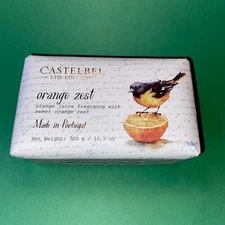 CASTELBEL
LTD. EDITION
orange zest
orange juice fragrance with
sweet orange zest
Made in Portugal
Net Weight: 300 g / 10,5 oz